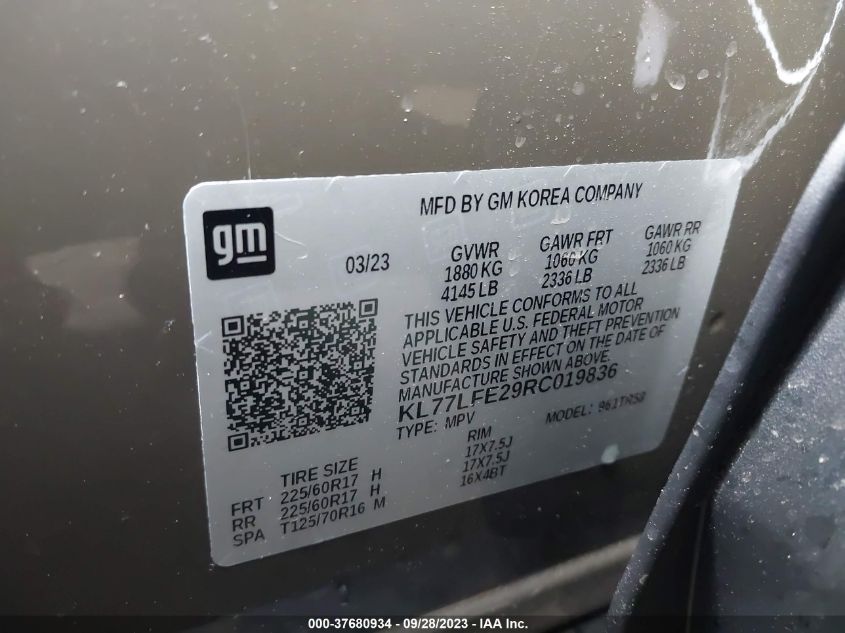 MFD BY GM KOREA COMPANY
gm
03/23
GVWR GAWR FRT GAWR RR
1880 KG 1060 KG 1060 KG
4145 LB 2336 LB 2336 LB
THIS VEHICLE CONFORMS TO ALL
APPLICABLE U.S. FEDERAL MOTOR
VEHICLE SAFETY AND THEFT PREVENTION
STANDARDS IN EFFECT ON THE DATE OF
MANUFACTURE SHOWN ABOVE.
KL77LFE29RC019836
TYPE: MPV MODEL: 961TR58
TIRE SIZE RIM
FRT 225/60R17 H 17X7.5J
RR 225/60R17 H 17X7.5J
SPA T125/70R16 M 16X4BT
000-37680934 - 09/28/2023 - IAA Inc.